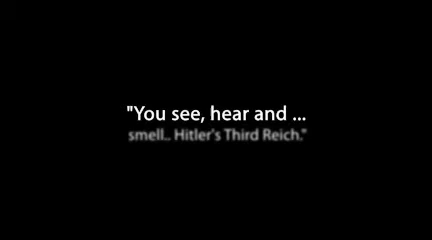 "You see, hear and ...
smell.. Hitler's Third Reich."